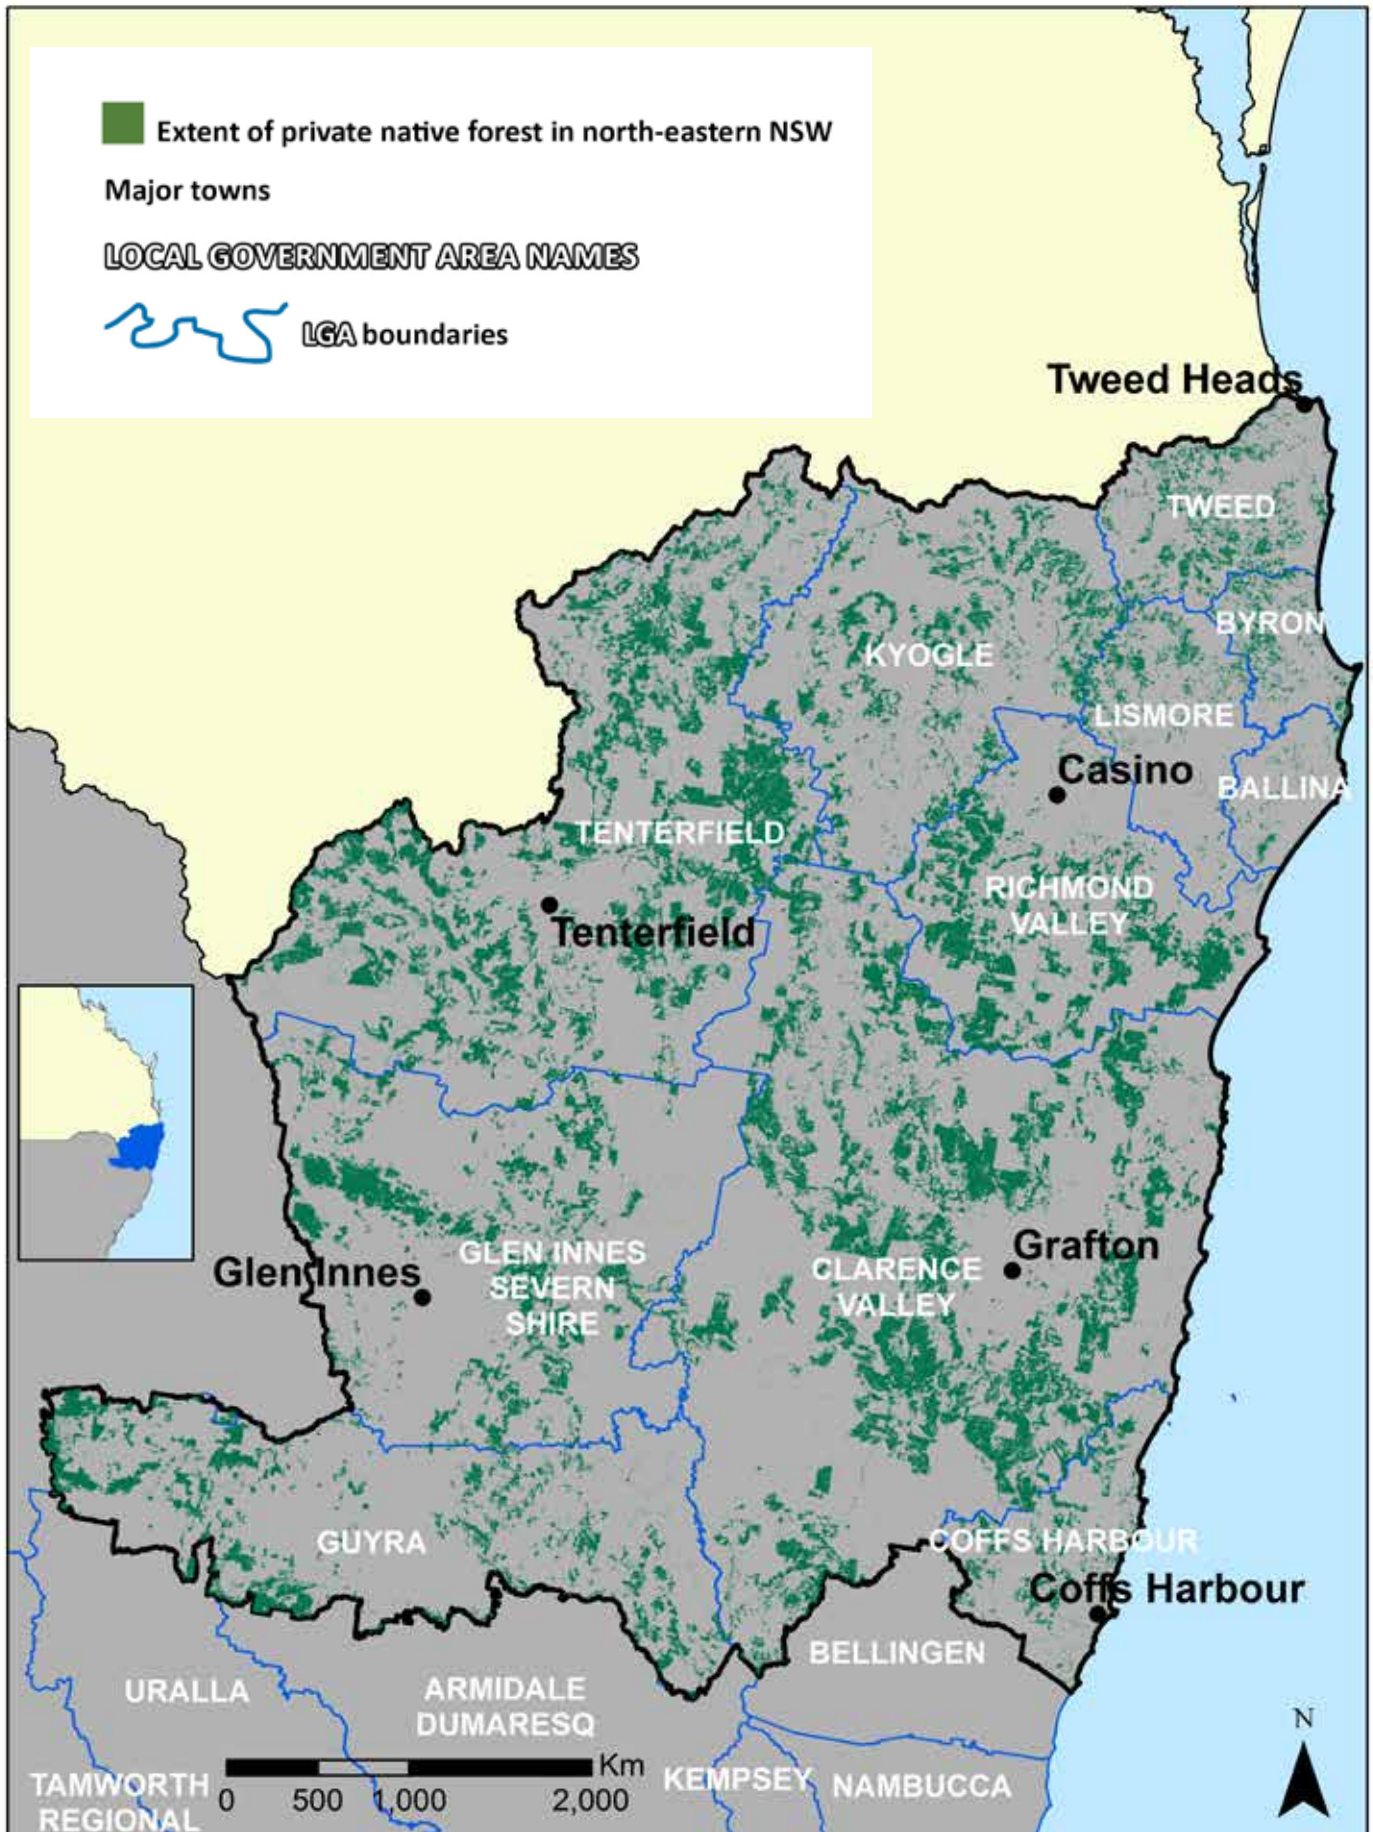 Extent of private native forest in north-eastern NSW
Major towns
LOCAL GOVERNMENT AREA NAMES
LGA boundaries
Tweed Heads
TWEED
BYRON
KYOGLE
LISMORE
Casino
BALLINA
TENTERFIELD
RICHMOND
VALLEY
Tenterfield
Grafton
GLEN INNES
SEVERN
SHIRE
Glen Innes
CLARENCE
VALLEY
GUYRA
COFFS HARBOUR
Coffs Harbour
BELLINGEN
URALLA
ARMIDALE
DUMARESQ
N
Km
KEMPSEY
NAMBUCCA
TAMWORTH
REGIONAL
0 500 1,000 2,000